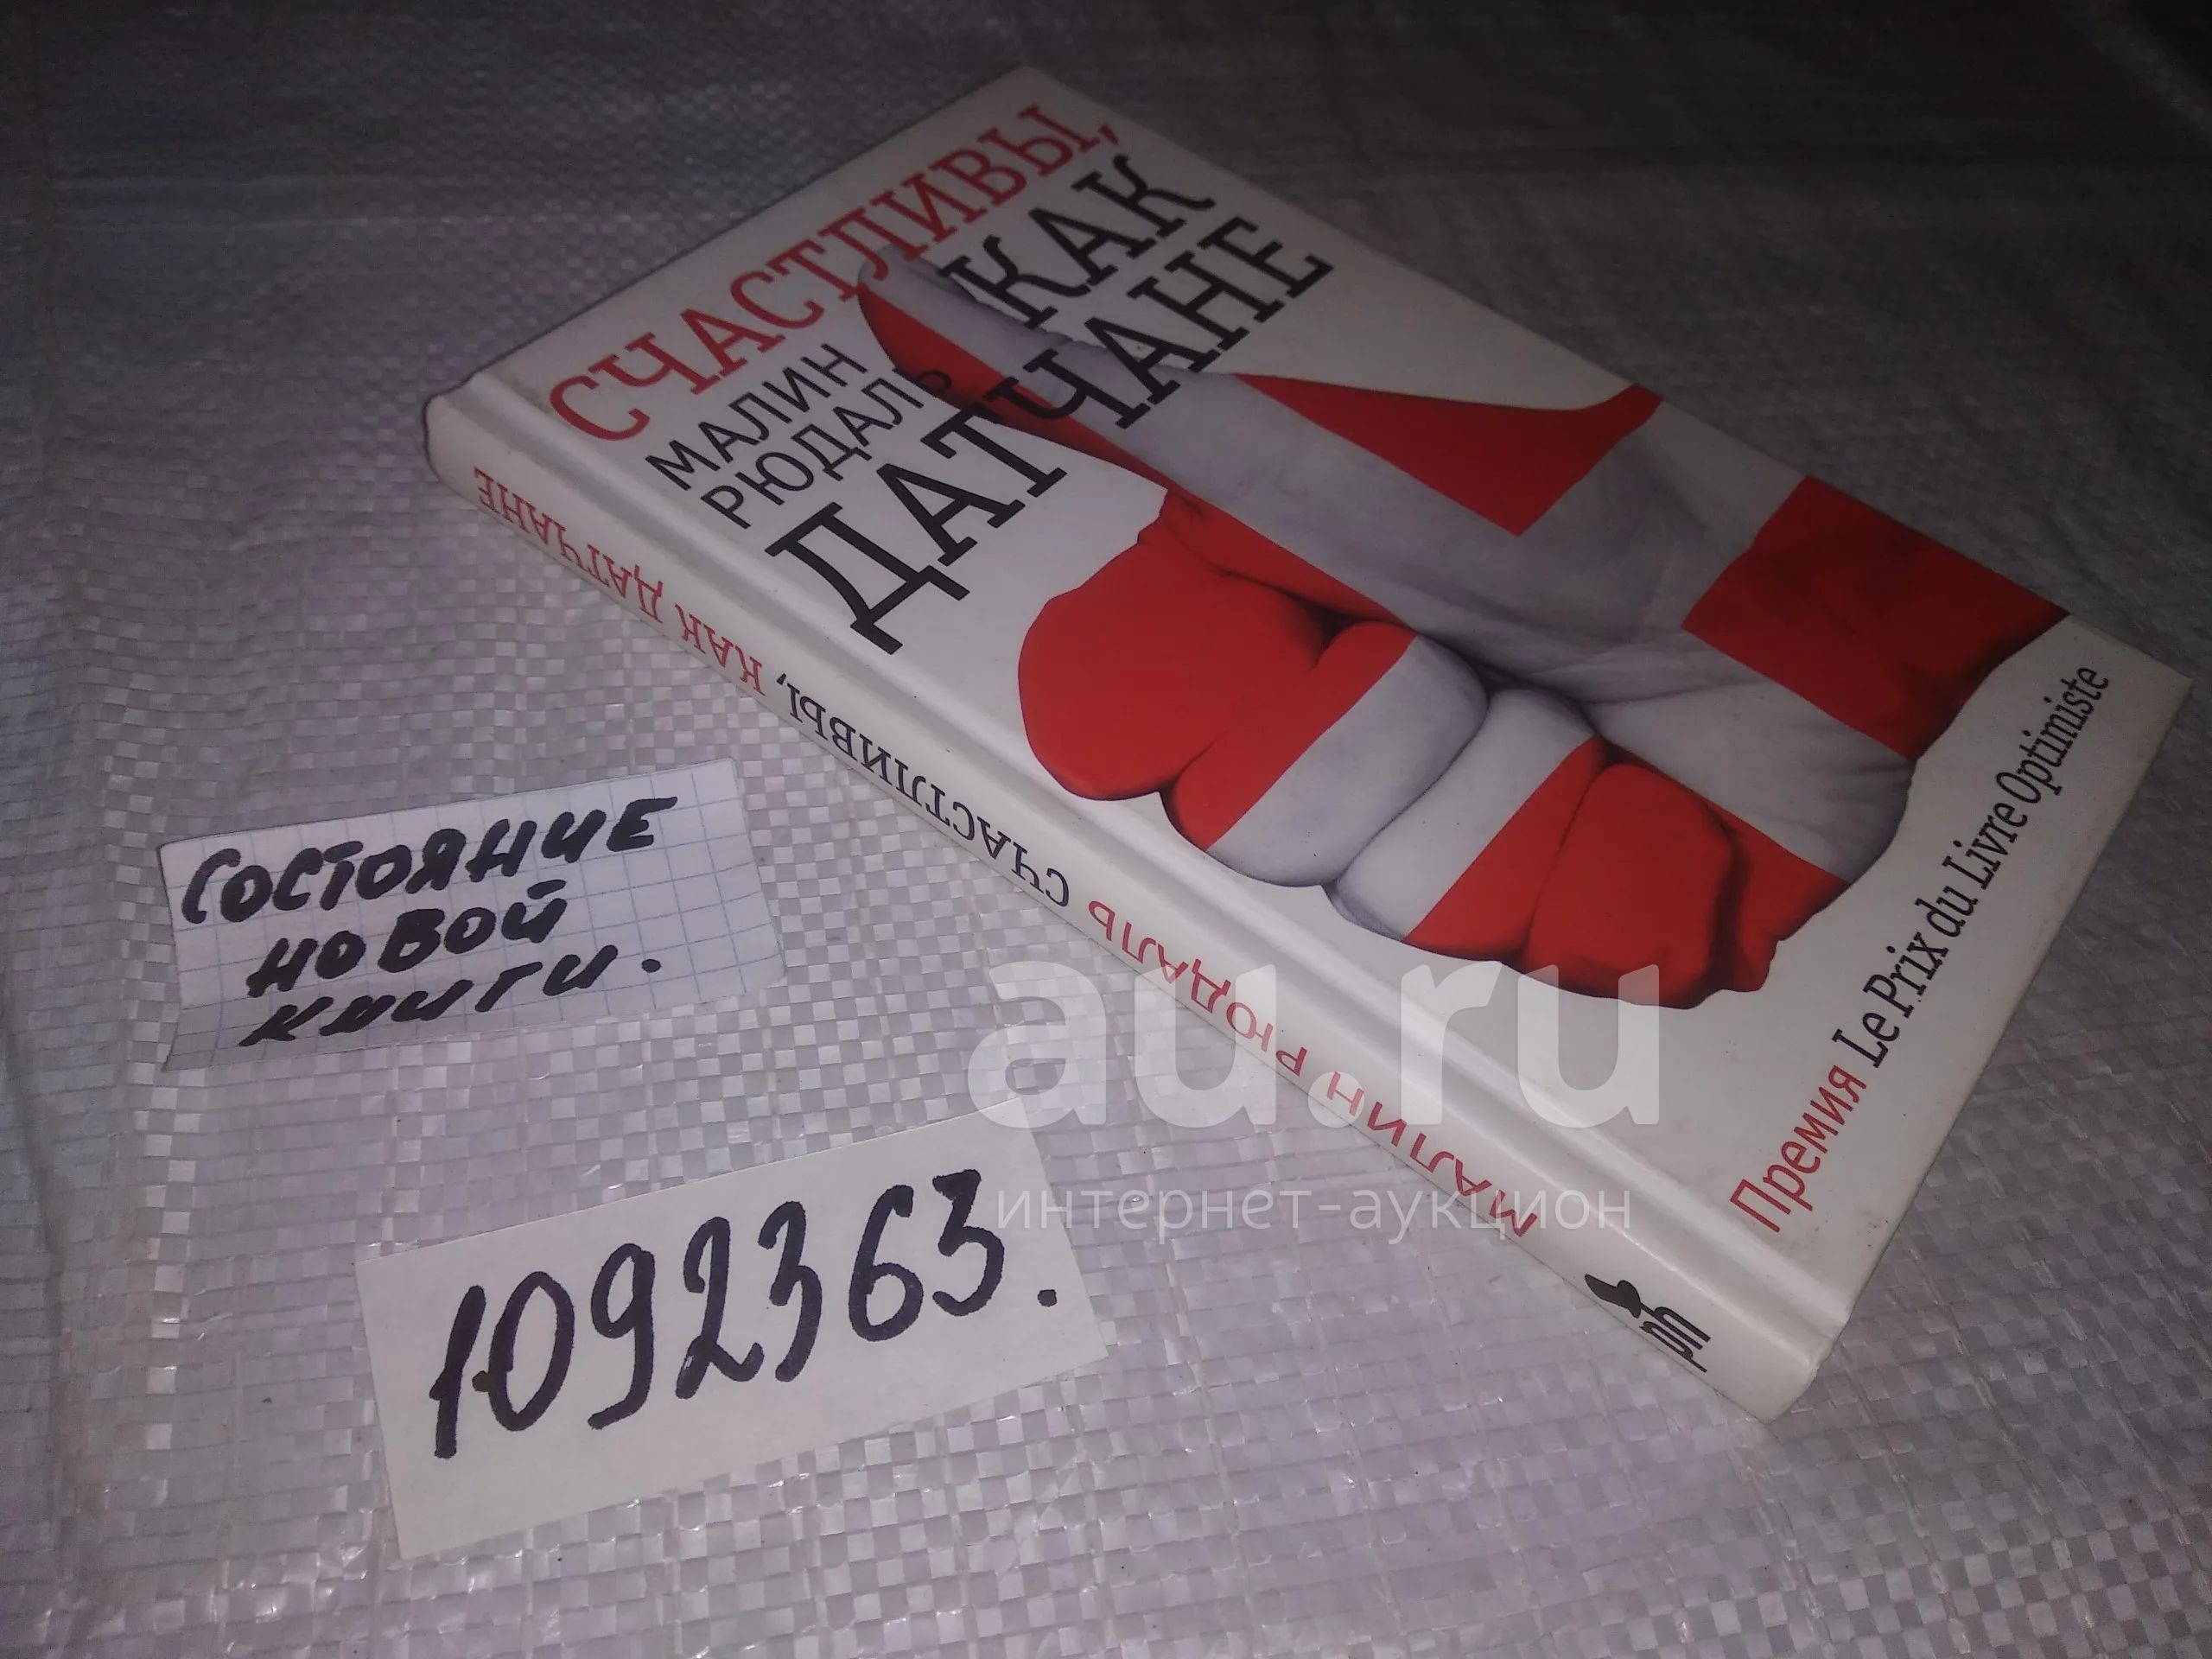 СЧАСТЛИВЫ,
МАЛИН
РЮДАЛЬ
КАК
ДАТЧАНЕ
Премия Le Prix du Livre Optimiste
МАЛИН РЮДАЛЬ СЧАСТЛИВЫ, КАК ДАТЧАНЕ
ph
СОСТОЯНИЕ
НОВОЙ
КНИГИ.
1092363.
au.ru
интернет-аукцион